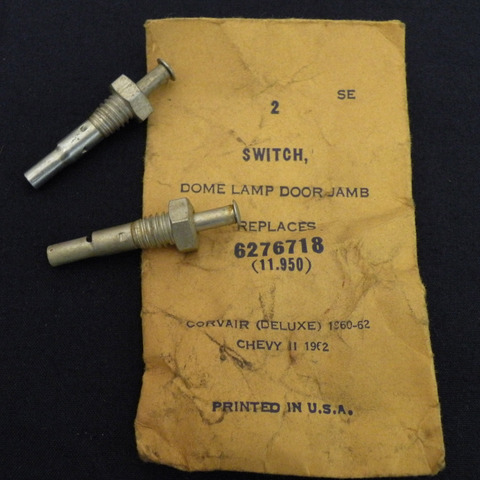 SE
2
SWITCH,
DOME LAMP DOOR JAMB
REPLACES
6276718
(11.950)
CORVAIR (DELUXE) 1960-62
CHEVY II 1962
PRINTED IN U.S.A.